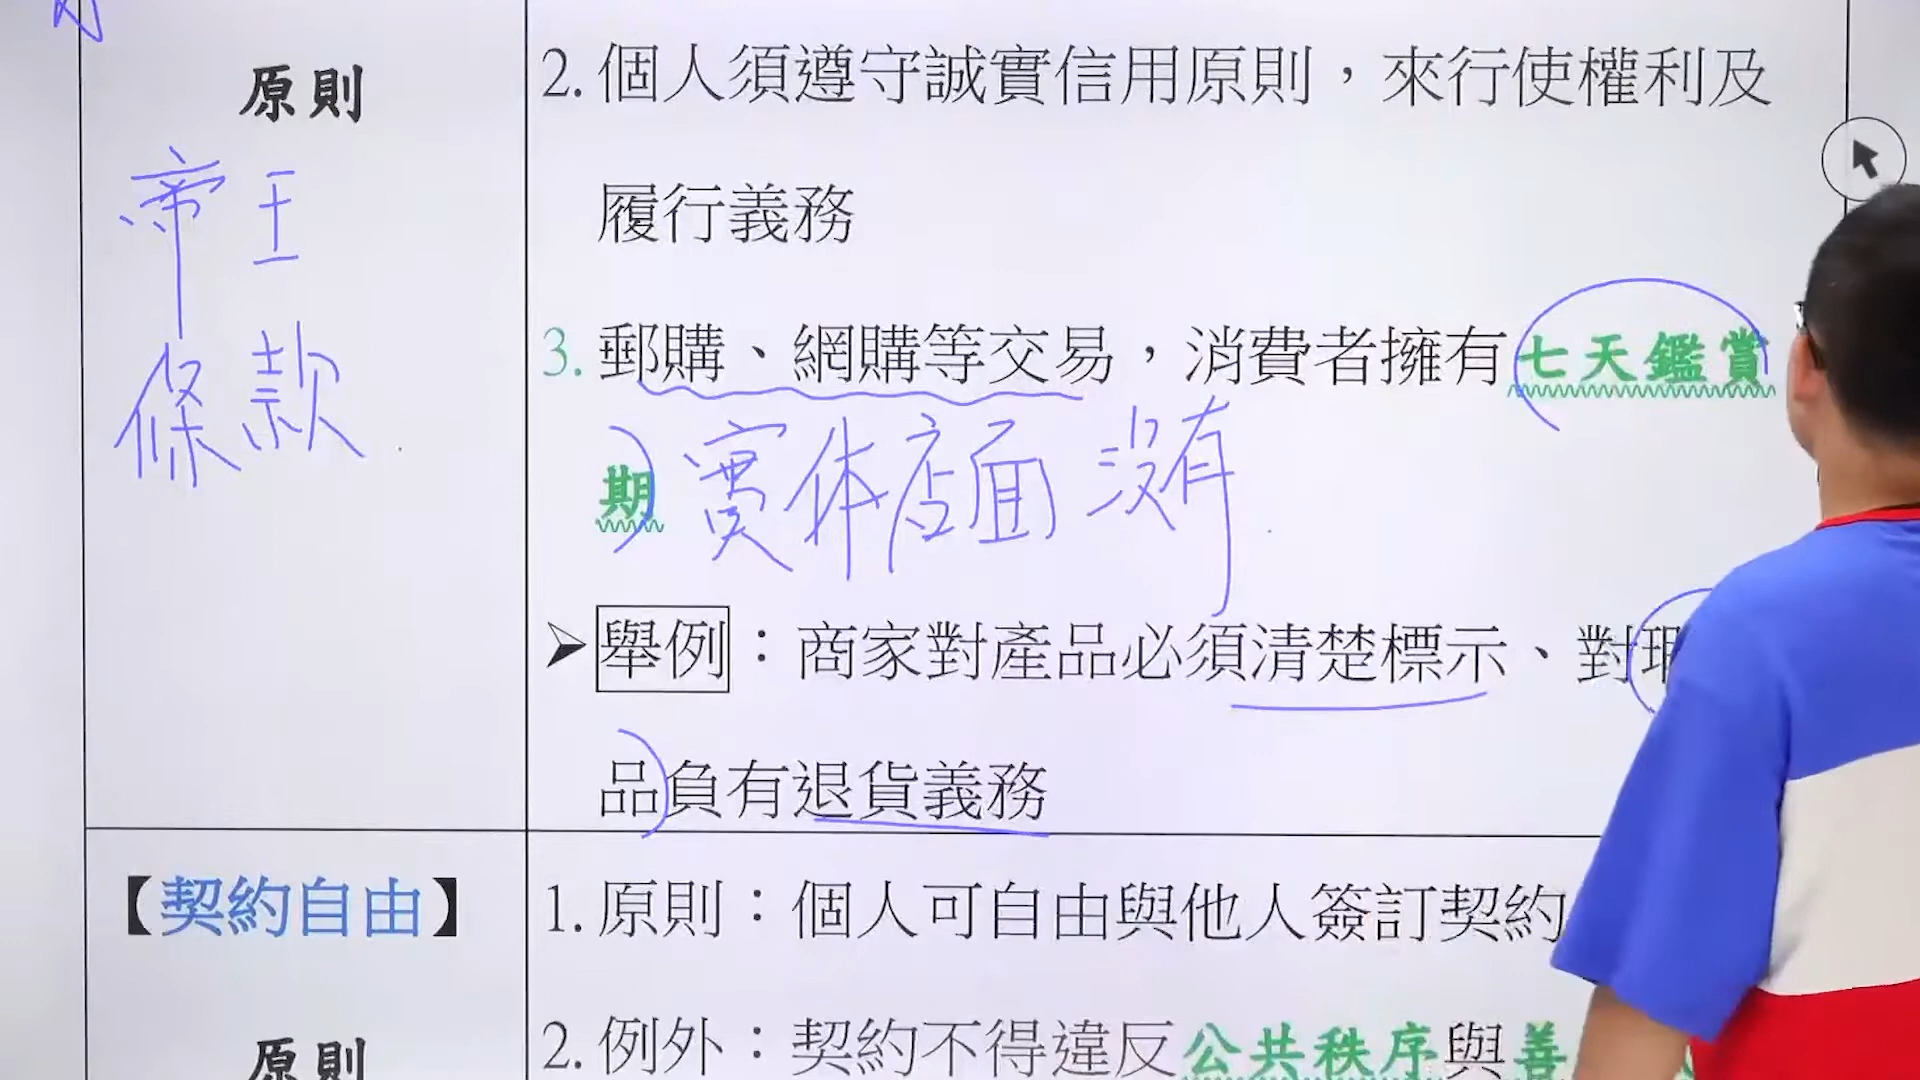 原則
帝王
條款
2. 個人須遵守誠實信用原則，來行使權利及
履行義務
3. 郵購、網購等交易，消費者擁有七天鑑賞
期 實体店面 沒有
➢舉例：商家對產品必須清楚標示、對
品負有退貨義務
【契約自由】
原則
1. 原則：個人可自由與他人簽訂契約
2. 例外：契約不得違反公共秩序與善